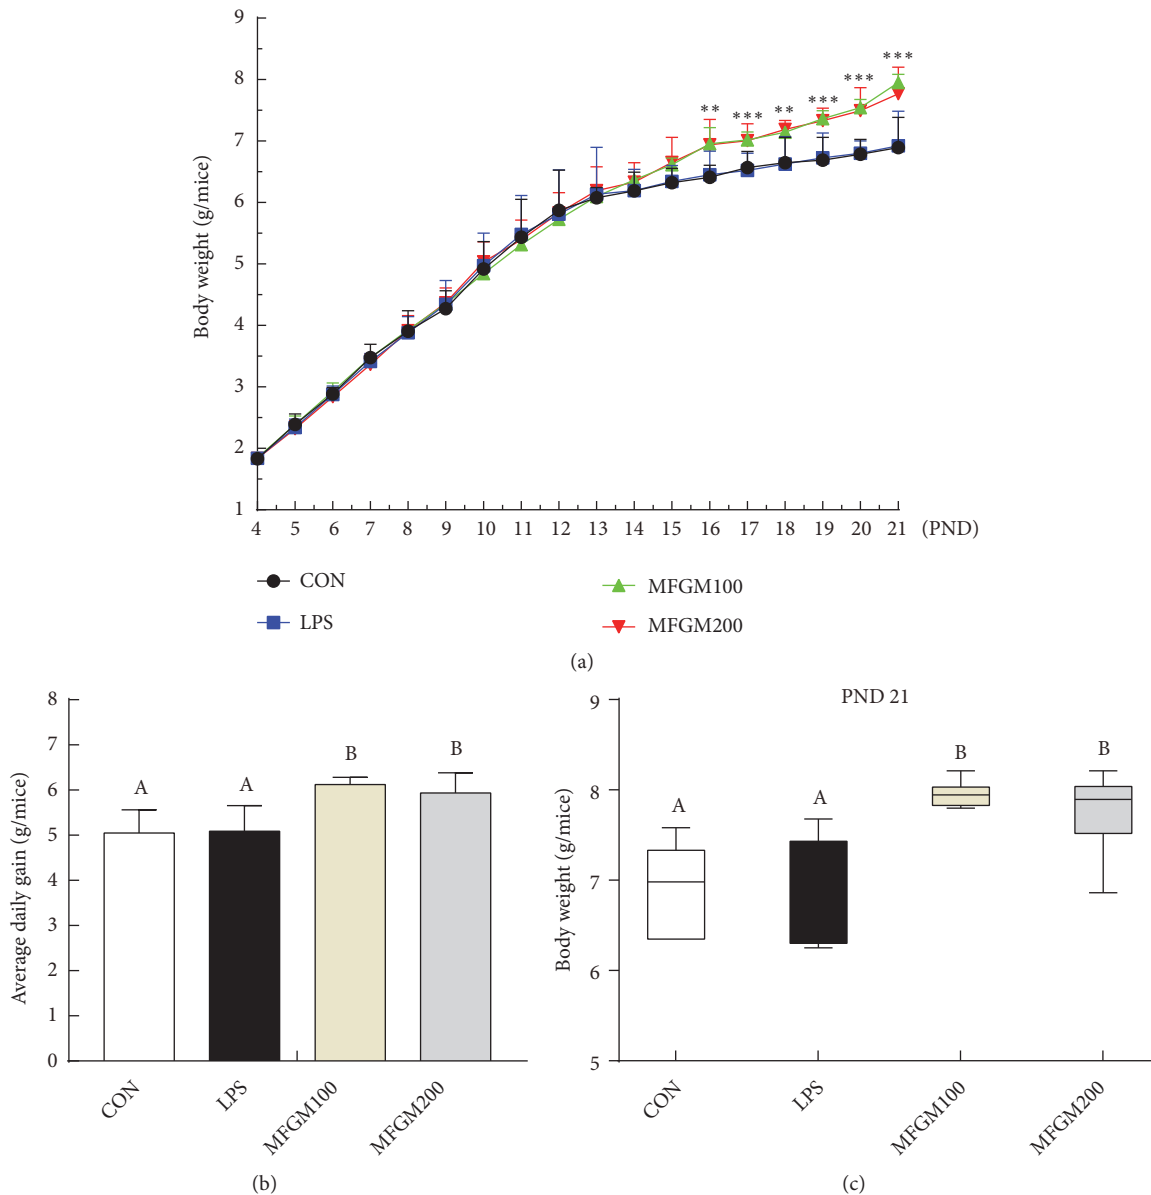 9
8
7
6
5
4
3
2
1
Body weight (g/mice)
** *** ** *** *** ***
4 5 6 7 8 9 10 11 12 13 14 15 16 17 18 19 20 21 (PND)
CON
LPS
MFGM100
MFGM200
(a)
8
7
6
5
4
3
2
1
0
Average daily gain (g/mice)
A A B B
CON LPS MFGM100 MFGM200
(b)
PND 21
9
8
7
6
5
Body weight (g/mice)
A A B B
CON LPS MFGM100 MFGM200
(c)